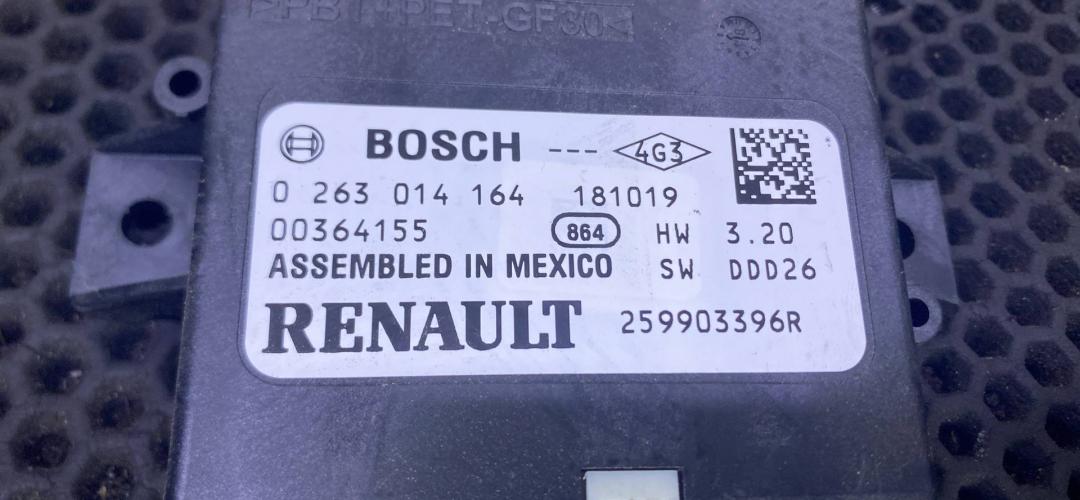 >PBT+PET-GF30<
BOSCH --- 4G3
0 263 014 164 181019
00364155 864 HW 3.20
ASSEMBLED IN MEXICO SW DDD26
RENAULT 259903396R